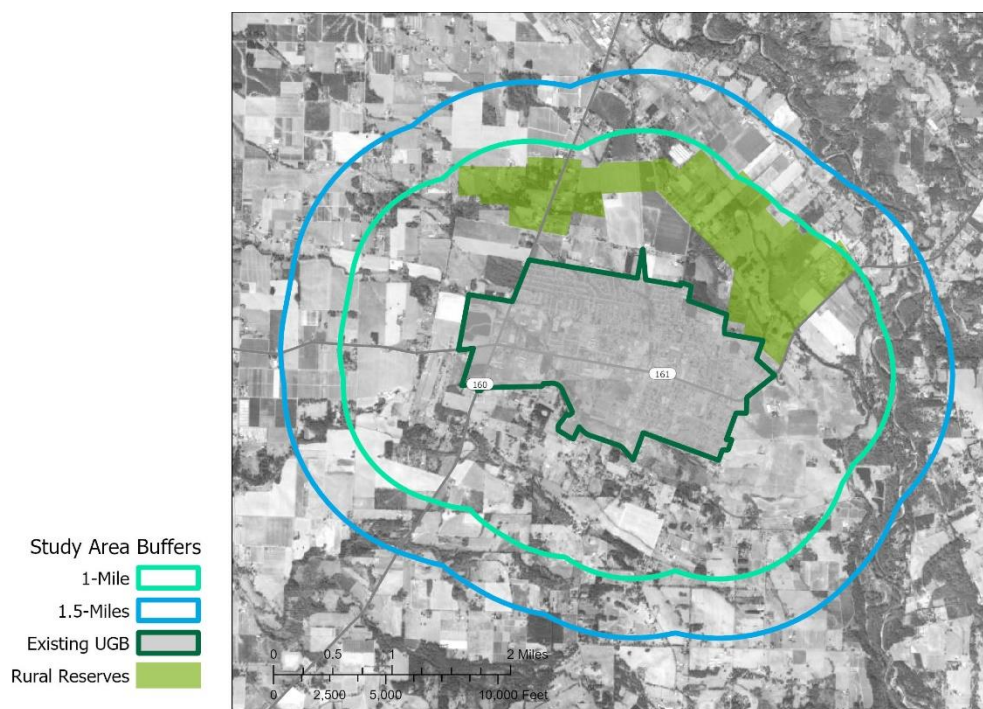 160
161
Study Area Buffers
1-Mile
1.5-Miles
Existing UGB
Rural Reserves
0 0.5 1 2 Miles
0 2,500 5,000 10,000 Feet